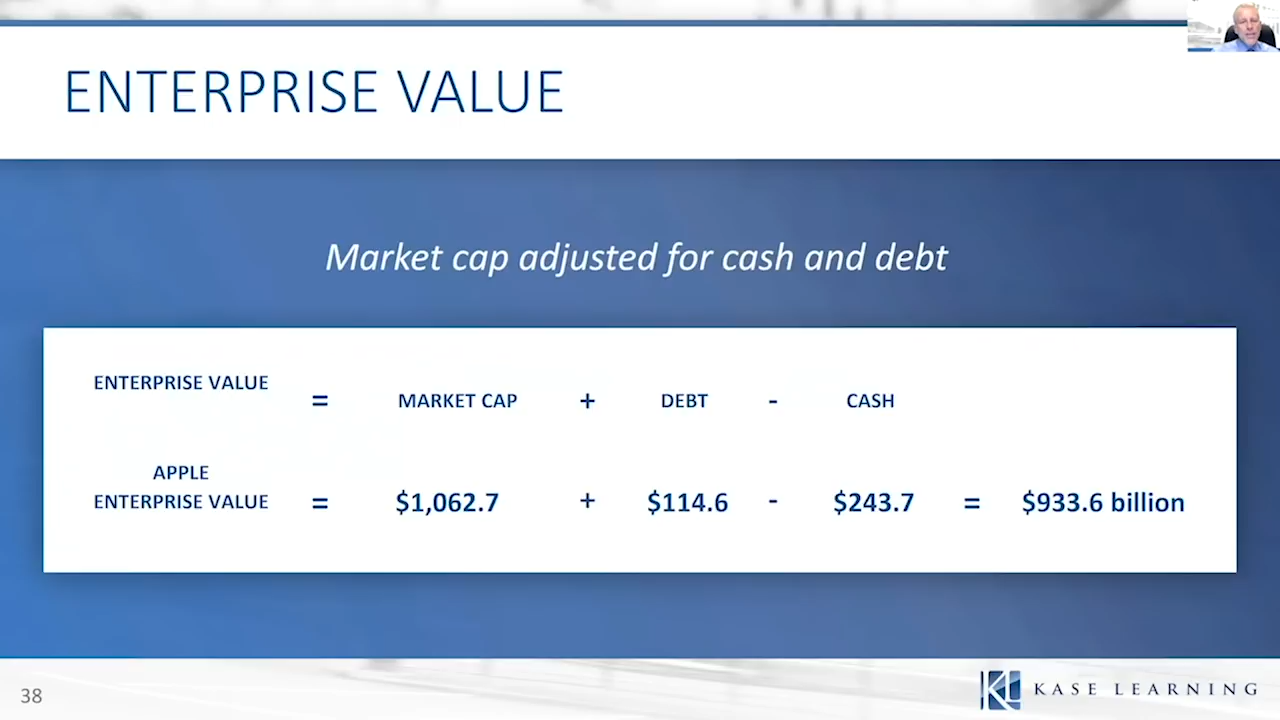 ENTERPRISE VALUE
Market cap adjusted for cash and debt
ENTERPRISE VALUE = MARKET CAP + DEBT - CASH
APPLE
ENTERPRISE VALUE = $1,062.7 + $114.6 - $243.7 = $933.6 billion
38
KL KASE LEARNING